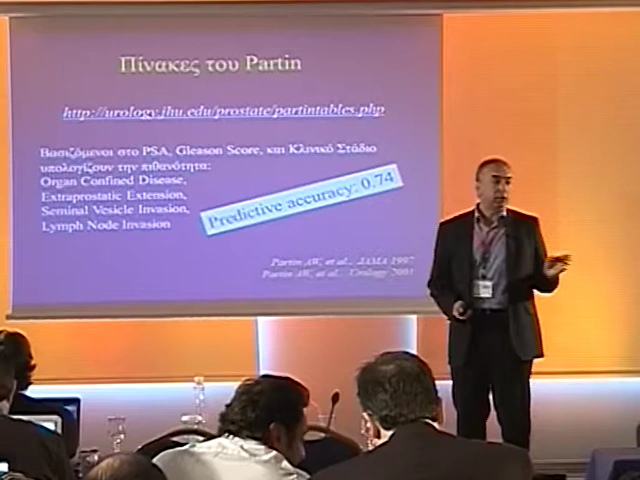 Πίνακες του Partin
http://urology.jhu.edu/prostate/partintables.php
Βασιζόμενοι στο PSA, Gleason Score, και Κλινικό Στάδιο
υπολογίζουν την πιθανότητα:
Organ Confined Disease,
Extraprostatic Extension,
Seminal Vesicle Invasion,
Lymph Node Invasion
Predictive accuracy: 0.74
Partin AW, et al., JAMA 1997
Partin AW, et al., Urology 2001